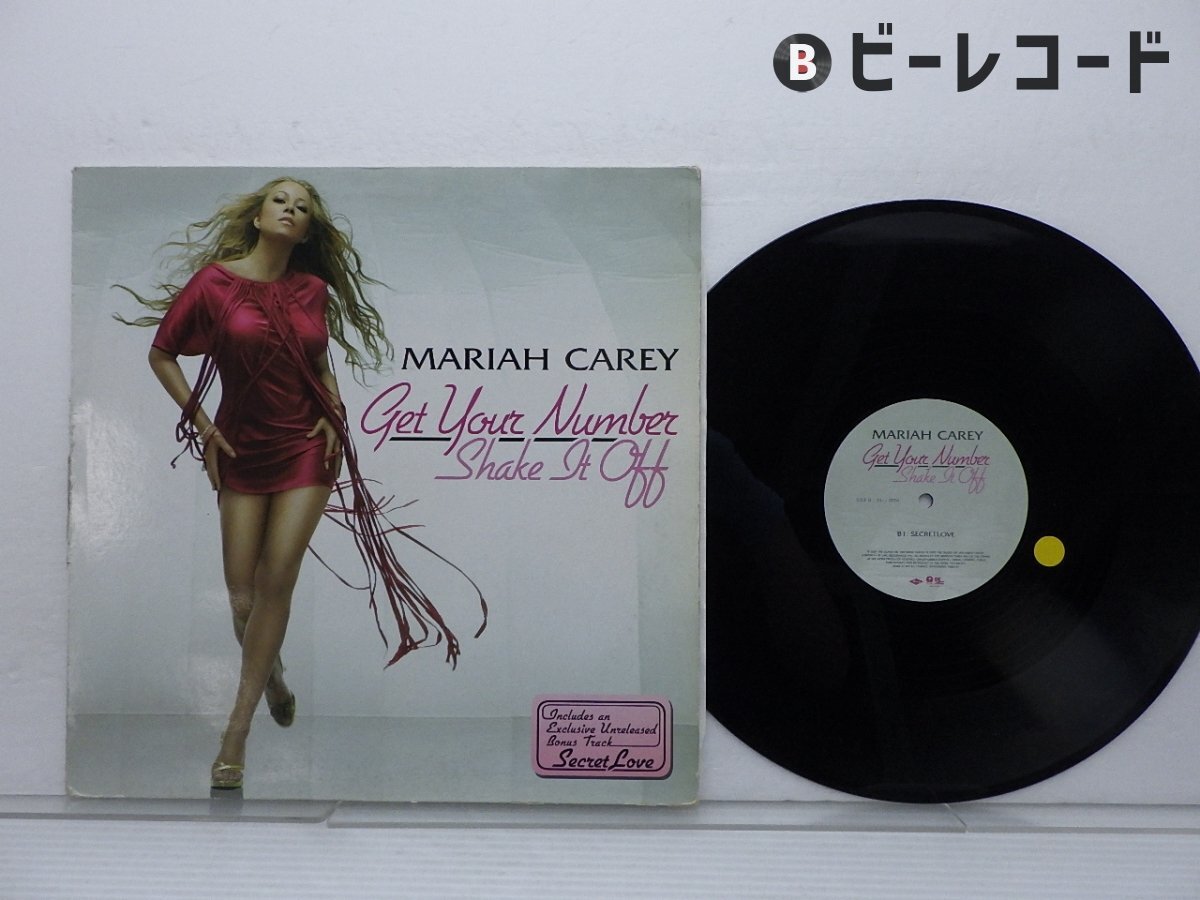 B ビーレコード
MARIAH CAREY
Get Your Number
Shake It Off
Includes an
Exclusive Unreleased
Bonus Track
Secret Love
MARIAH CAREY
Get Your Number
Shake It Off
B1. SECRET LOVE